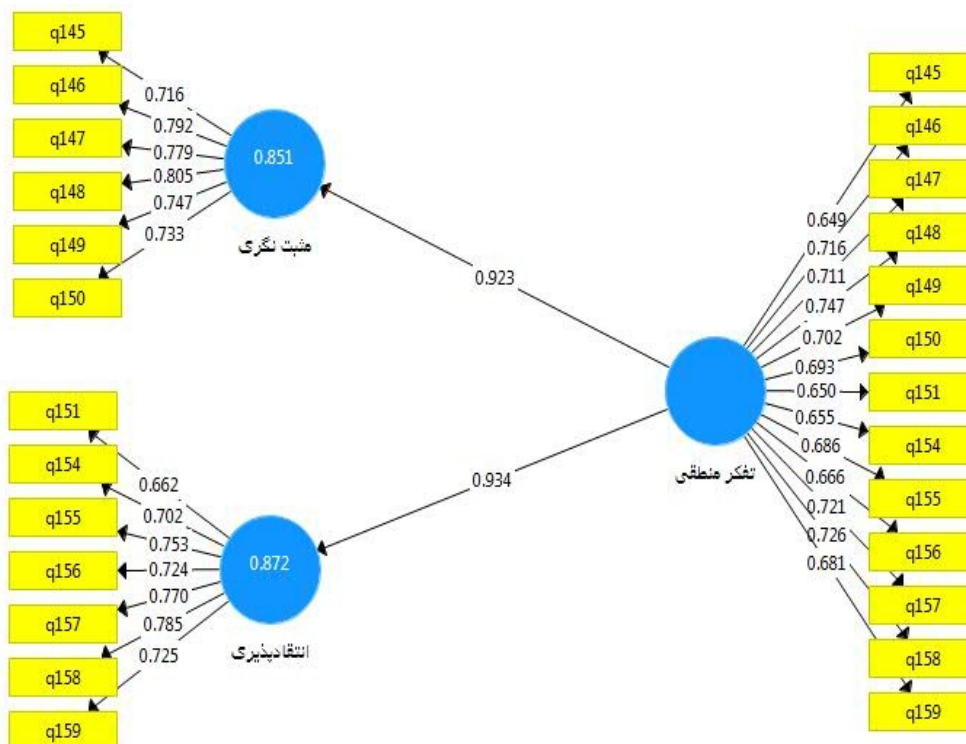 q145
q146
q147
q148
q149
q150
0.716
0.792
0.779
0.805
0.747
0.733
0.851
مثبت نگری
0.923
q151
q154
q155
q156
q157
q158
q159
0.662
0.702
0.753
0.724
0.770
0.785
0.725
0.872
انتقادپذیری
0.934
تفکر منطقی
0.649
0.716
0.711
0.747
0.702
0.693
0.650
0.655
0.686
0.666
0.721
0.726
0.681
q145
q146
q147
q148
q149
q150
q151
q154
q155
q156
q157
q158
q159